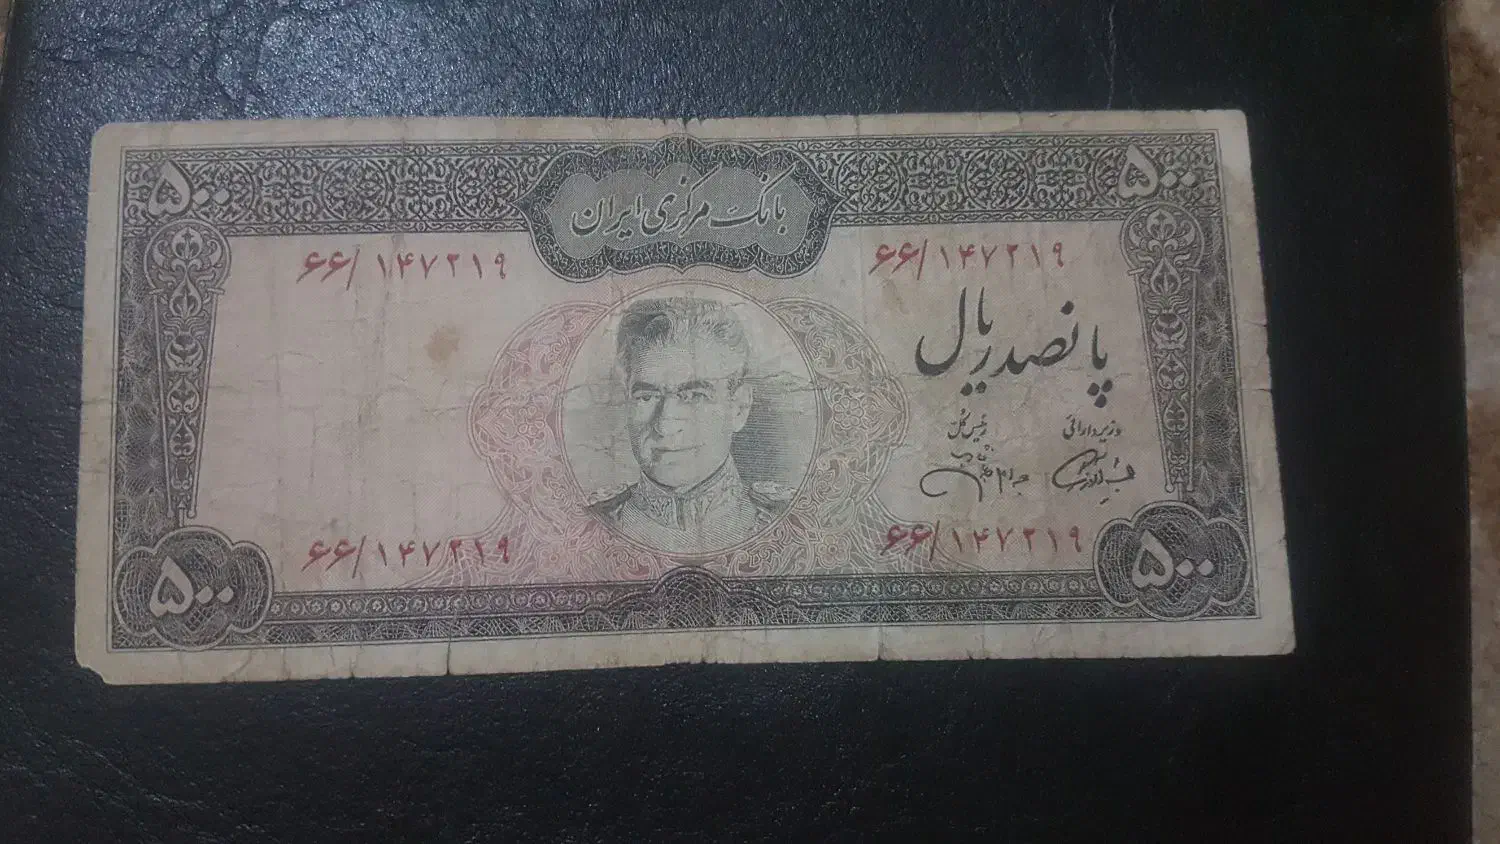 ۵۰۰ ۵۰۰
بانک مرکزی ایران
۶۶/۱۴۷۲۱۹ ۶۶/۱۴۷۲۱۹
پانصد ریال
وزیر دارائی رئیس کل
۶۶/۱۴۷۲۱۹ ۶۶/۱۴۷۲۱۹
۵۰۰ ۵۰۰